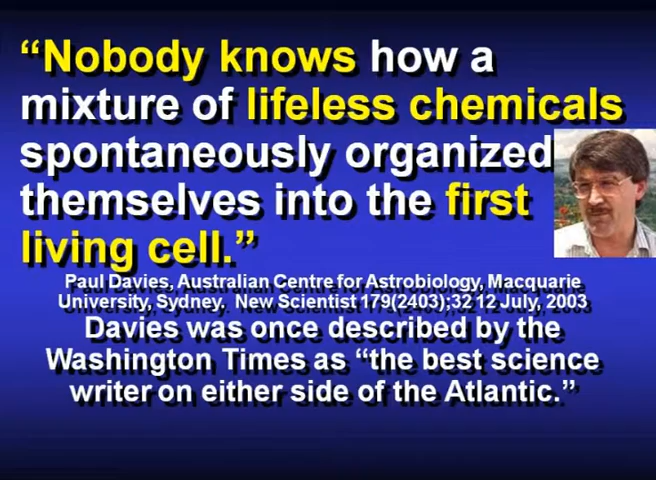 “Nobody knows how a
mixture of lifeless chemicals
spontaneously organized
themselves into the first
living cell.”
Paul Davies, Australian Centre for Astrobiology, Macquarie
University, Sydney, New Scientist 179(2403):32 12 July, 2003
Davies was once described by the
Washington Times as “the best science
writer on either side of the Atlantic.”